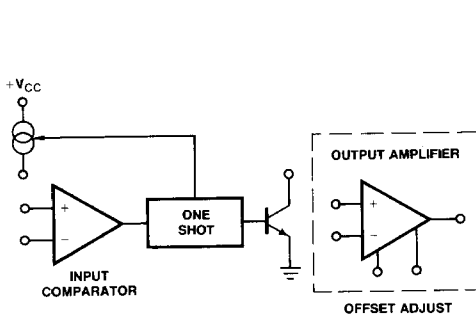 +VCC
OUTPUT AMPLIFIER
+
−
ONE
SHOT
+
−
INPUT
COMPARATOR
OFFSET ADJUST